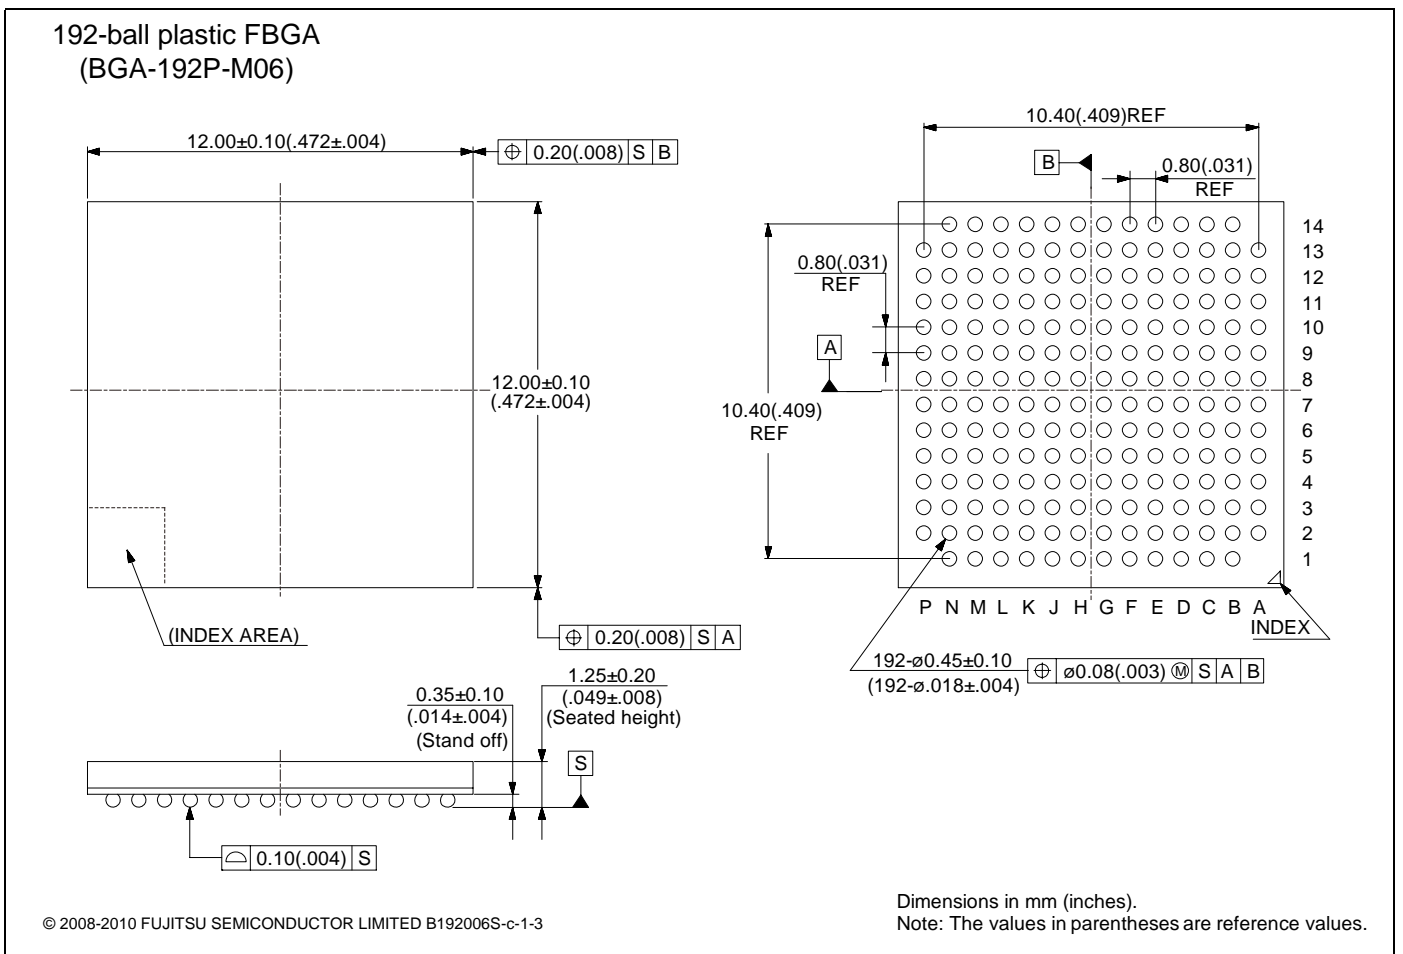 192-ball plastic FBGA
(BGA-192P-M06)
12.00±0.10(.472±.004)
⌖ 0.20(.008) S B
12.00±0.10
(.472±.004)
(INDEX AREA)
⌖ 0.20(.008) S A
10.40(.409)REF
B
0.80(.031)
REF
0.80(.031)
REF
A
10.40(.409)
REF
14
13
12
11
10
9
8
7
6
5
4
3
2
1
P N M L K J H G F E D C B A
INDEX
192-ø0.45±0.10
(192-ø.018±.004)
⌖ ø0.08(.003) Ⓜ S A B
0.35±0.10
(.014±.004)
(Stand off)
1.25±0.20
(.049±.008)
(Seated height)
S
⌓ 0.10(.004) S
© 2008-2010 FUJITSU SEMICONDUCTOR LIMITED B192006S-c-1-3
Dimensions in mm (inches).
Note: The values in parentheses are reference values.